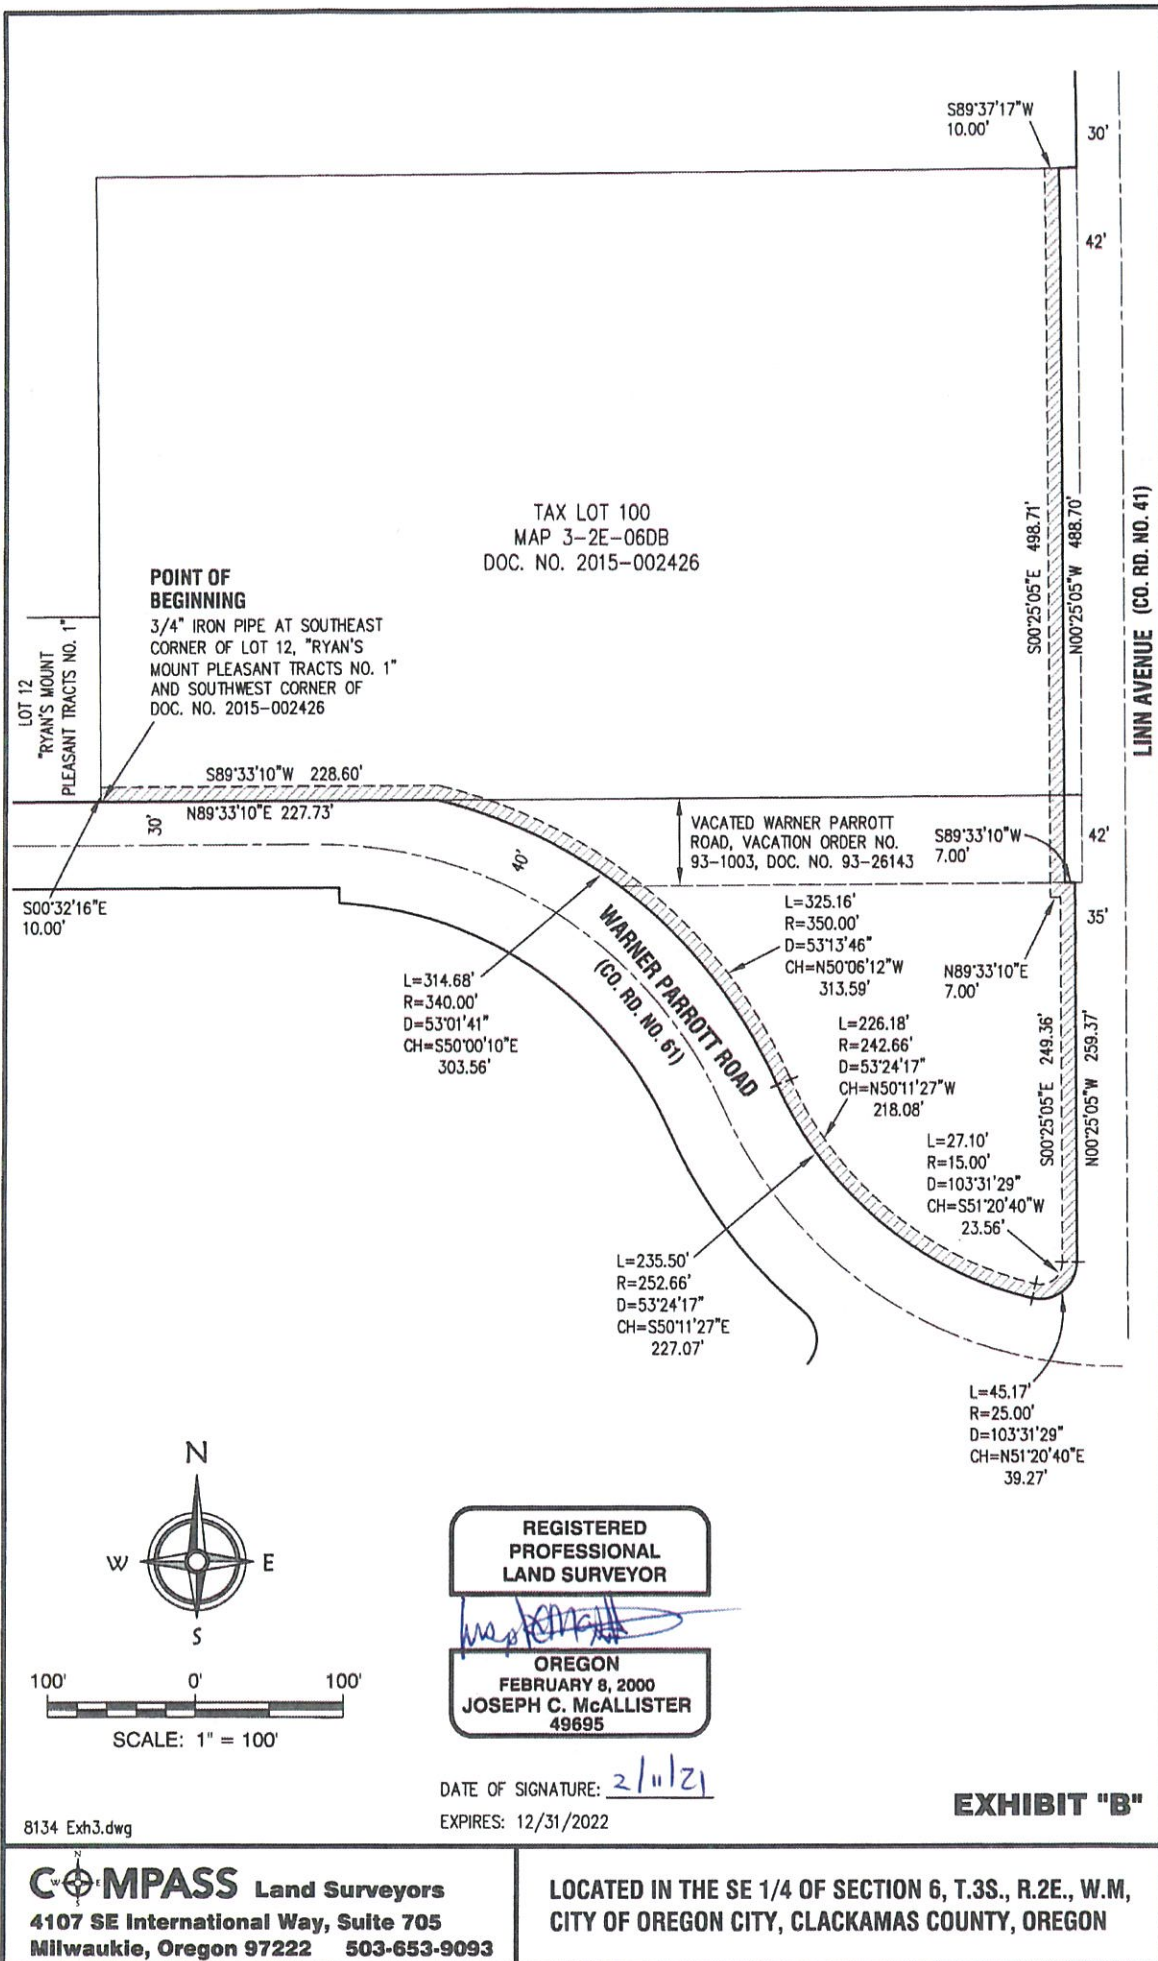 S89°37'17"W
10.00'
30'
42'
TAX LOT 100
MAP 3-2E-06DB
DOC. NO. 2015-002426
S00°25'05"E 498.71'
N00°25'05"W 488.70'
LINN AVENUE (CO. RD. NO. 41)
POINT OF
BEGINNING
3/4" IRON PIPE AT SOUTHEAST
CORNER OF LOT 12, "RYAN'S
MOUNT PLEASANT TRACTS NO. 1"
AND SOUTHWEST CORNER OF
DOC. NO. 2015-002426
LOT 12
"RYAN'S MOUNT
PLEASANT TRACTS NO. 1"
S89°33'10"W 228.60'
N89°33'10"E 227.73'
30'
40'
VACATED WARNER PARROTT
ROAD, VACATION ORDER NO.
93-1003, DOC. NO. 93-26143
S89°33'10"W
7.00'
42'
35'
S00°32'16"E
10.00'
L=325.16'
R=350.00'
D=53°13'46"
CH=N50°06'12"W
313.59'
N89°33'10"E
7.00'
WARNER PARROTT ROAD
(CO. RD. NO. 61)
L=314.68'
R=340.00'
D=53°01'41"
CH=S50°00'10"E
303.56'
L=226.18'
R=242.66'
D=53°24'17"
CH=N50°11'27"W
218.08'
S00°25'05"E 249.36'
N00°25'05"W 259.37'
L=27.10'
R=15.00'
D=103°31'29"
CH=S51°20'40"W
23.56'
L=235.50'
R=252.66'
D=53°24'17"
CH=S50°11'27"E
227.07'
L=45.17'
R=25.00'
D=103°31'29"
CH=N51°20'40"E
39.27'
N
W E
S
100' 0' 100'
SCALE: 1" = 100'
REGISTERED
PROFESSIONAL
LAND SURVEYOR
OREGON
FEBRUARY 8, 2000
JOSEPH C. McALLISTER
49695
DATE OF SIGNATURE: 2/11/21
EXPIRES: 12/31/2022
EXHIBIT "B"
8134 Exh3.dwg
COMPASS Land Surveyors
4107 SE International Way, Suite 705
Milwaukie, Oregon 97222 503-653-9093
LOCATED IN THE SE 1/4 OF SECTION 6, T.3S., R.2E., W.M,
CITY OF OREGON CITY, CLACKAMAS COUNTY, OREGON